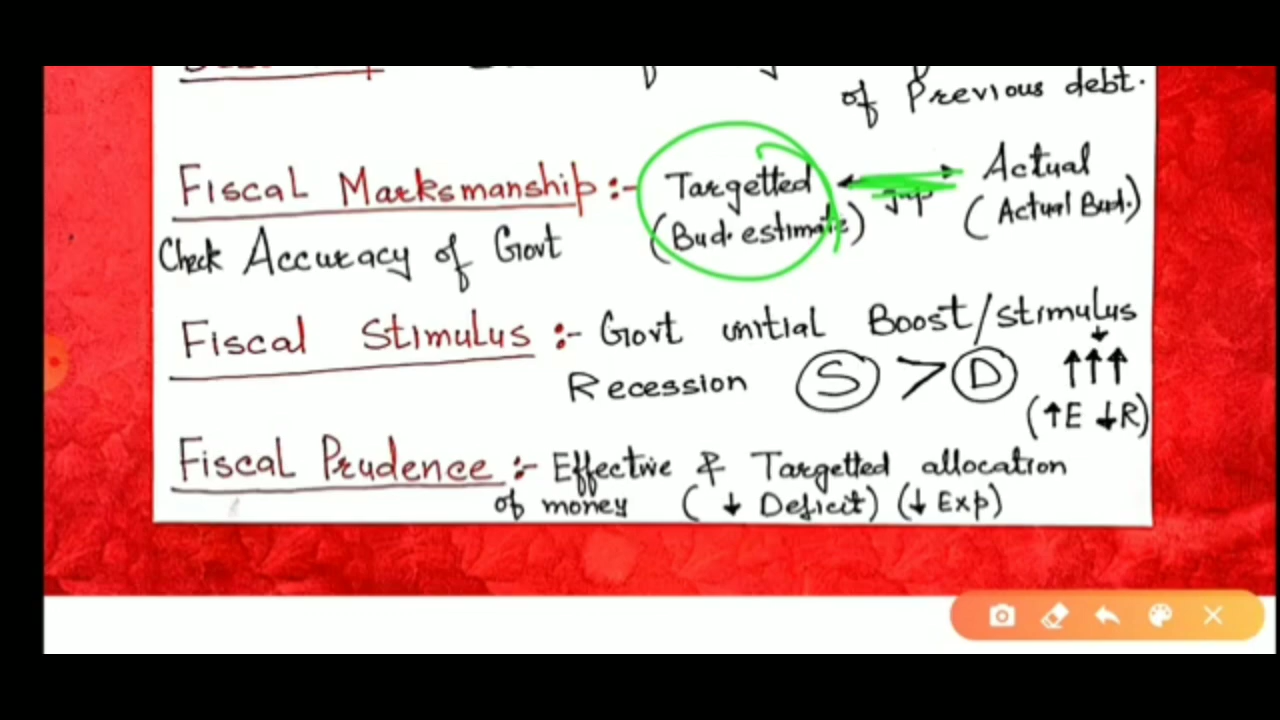 of Previous debt.
Fiscal Marksmanship :- Targetted ↔ Actual
(Bud. estimate) (Actual Bud.)
Check Accuracy of Govt
Fiscal Stimulus :- Govt initial Boost/stimulus
Recession S > D ↑↑↑
(↑E ↓R)
Fiscal Prudence :- Effective & Targetted allocation
of money (↓ Deficit) (↓ Exp)